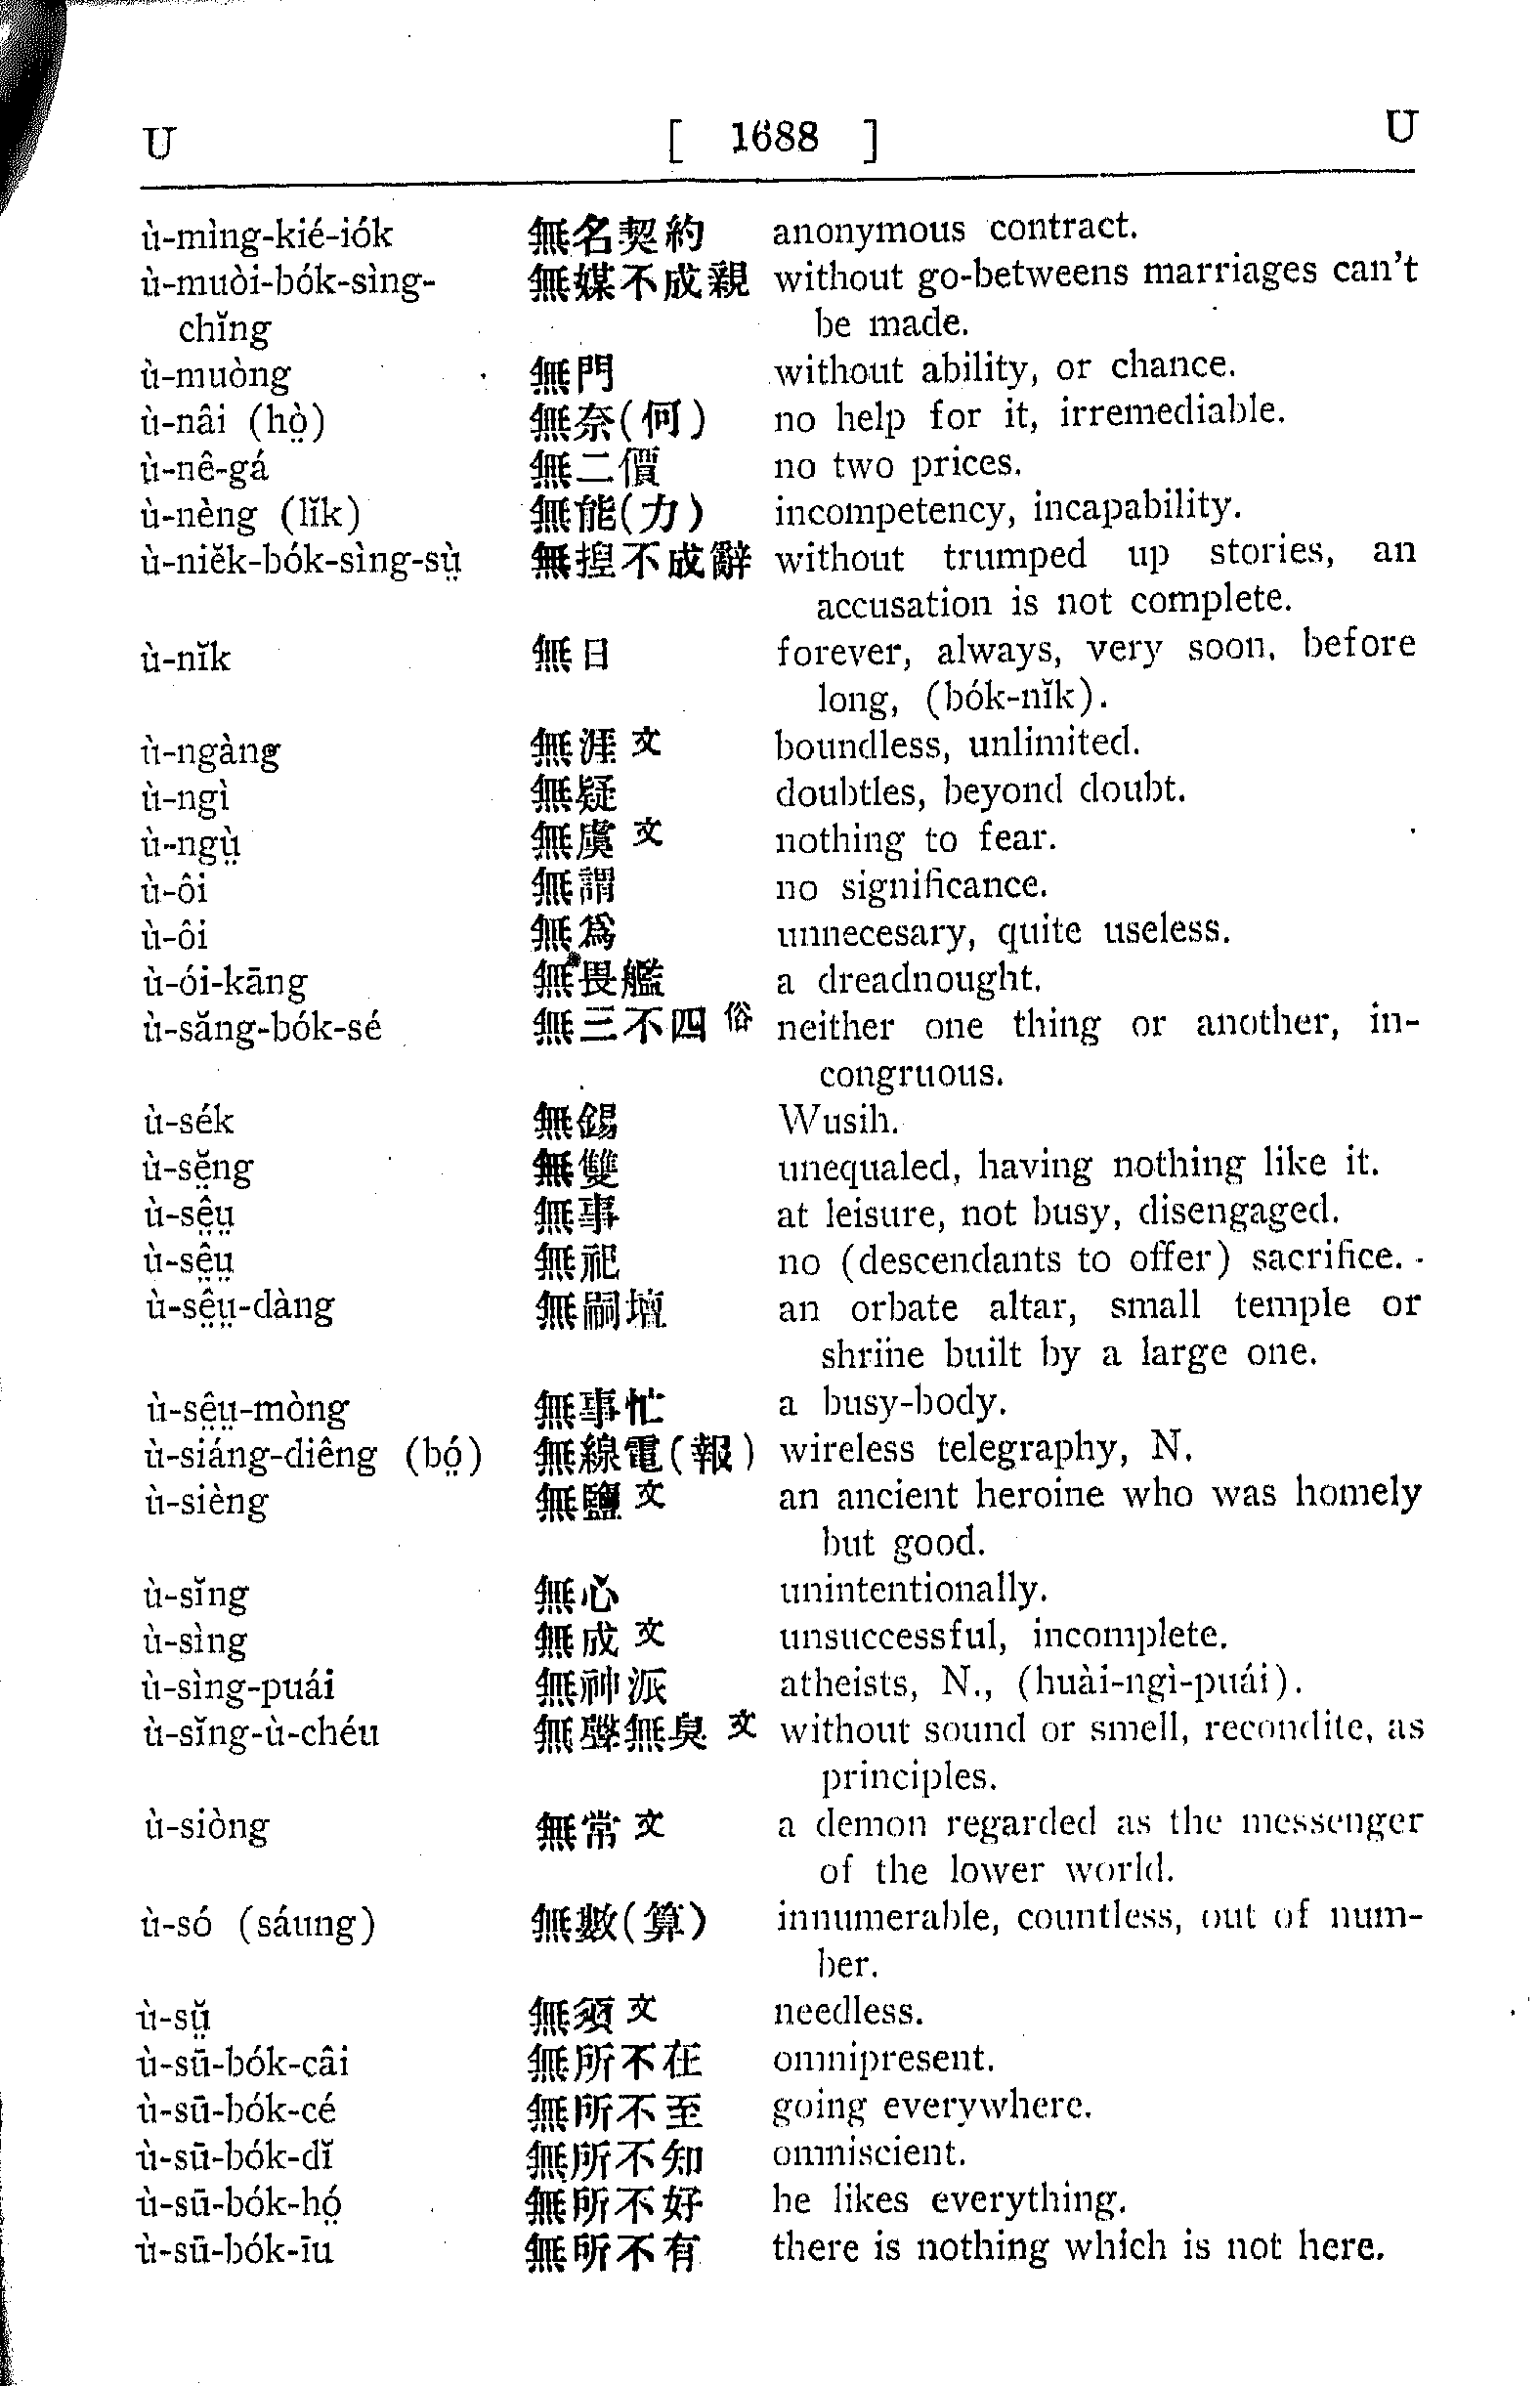 U [ 1688 ] U
ù-mìng-kié-iók 無名契約 anonymous contract.
ù-muòi-bók-sìng- 無媒不成親 without go-betweens marriages can't
chĭng be made.
ù-muòng 無門 without ability, or chance.
ù-nâi (hò̤) 無奈(何) no help for it, irremediable.
ù-nê-gá 無二價 no two prices.
ù-nèng (lĭk) 無能(力) incompetency, incapability.
ù-niĕk-bók-sìng-sṳ̀ 無揑不成辭 without trumped up stories, an
accusation is not complete.
ù-nĭk 無日 forever, always, very soon, before
long, (bók-nĭk).
ù-ngàng 無涯文 boundless, unlimited.
ù-ngì 無疑 doubtles, beyond doubt.
ù-ngṳ̀ 無虞文 nothing to fear.
ù-ôi 無謂 no significance.
ù-ôi 無爲 unnecesary, quite useless.
ù-ói-kāng 無畏艦 a dreadnought.
ù-săng-bók-sé 無三不四俗 neither one thing or another, in-
congruous.
ù-sék 無錫 Wusih.
ù-sĕ̤ng 無雙 unequaled, having nothing like it.
ù-sê̤ṳ 無事 at leisure, not busy, disengaged.
ù-sê̤ṳ 無祀 no (descendants to offer) sacrifice.
ù-sê̤ṳ-dàng 無嗣壇 an orbate altar, small temple or
shrine built by a large one.
ù-sê̤ṳ-mòng 無事忙 a busy-body.
ù-siáng-diêng (bó̤) 無線電(報) wireless telegraphy, N.
ù-sièng 無鹽文 an ancient heroine who was homely
but good.
ù-sĭng 無心 unintentionally.
ù-sìng 無成文 unsuccessful, incomplete.
ù-sìng-puái 無神派 atheists, N., (huài-ngì-puái).
ù-sĭng-ù-chéu 無聲無臭文 without sound or smell, recondite, as
principles.
ù-siòng 無常文 a demon regarded as the messenger
of the lower world.
ù-só (sáung) 無數(算) innumerable, countless, out of num-
ber.
ù-sṳ̆ 無須文 needless.
ù-sū-bók-câi 無所不在 omnipresent.
ù-sū-bók-cé 無所不至 going everywhere.
ù-sū-bók-dĭ 無所不知 omniscient.
ù-sū-bók-hó̤ 無所不好 he likes everything.
ù-sū-bók-īu 無所不有 there is nothing which is not here.